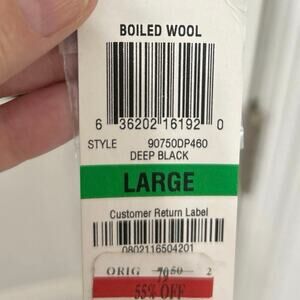 BOILED WOOL
6 36202 16192 0
STYLE 90750DP460
DEEP BLACK
LARGE
Customer Return Label
0802116504201
ORIG 79.50 2
55% OFF